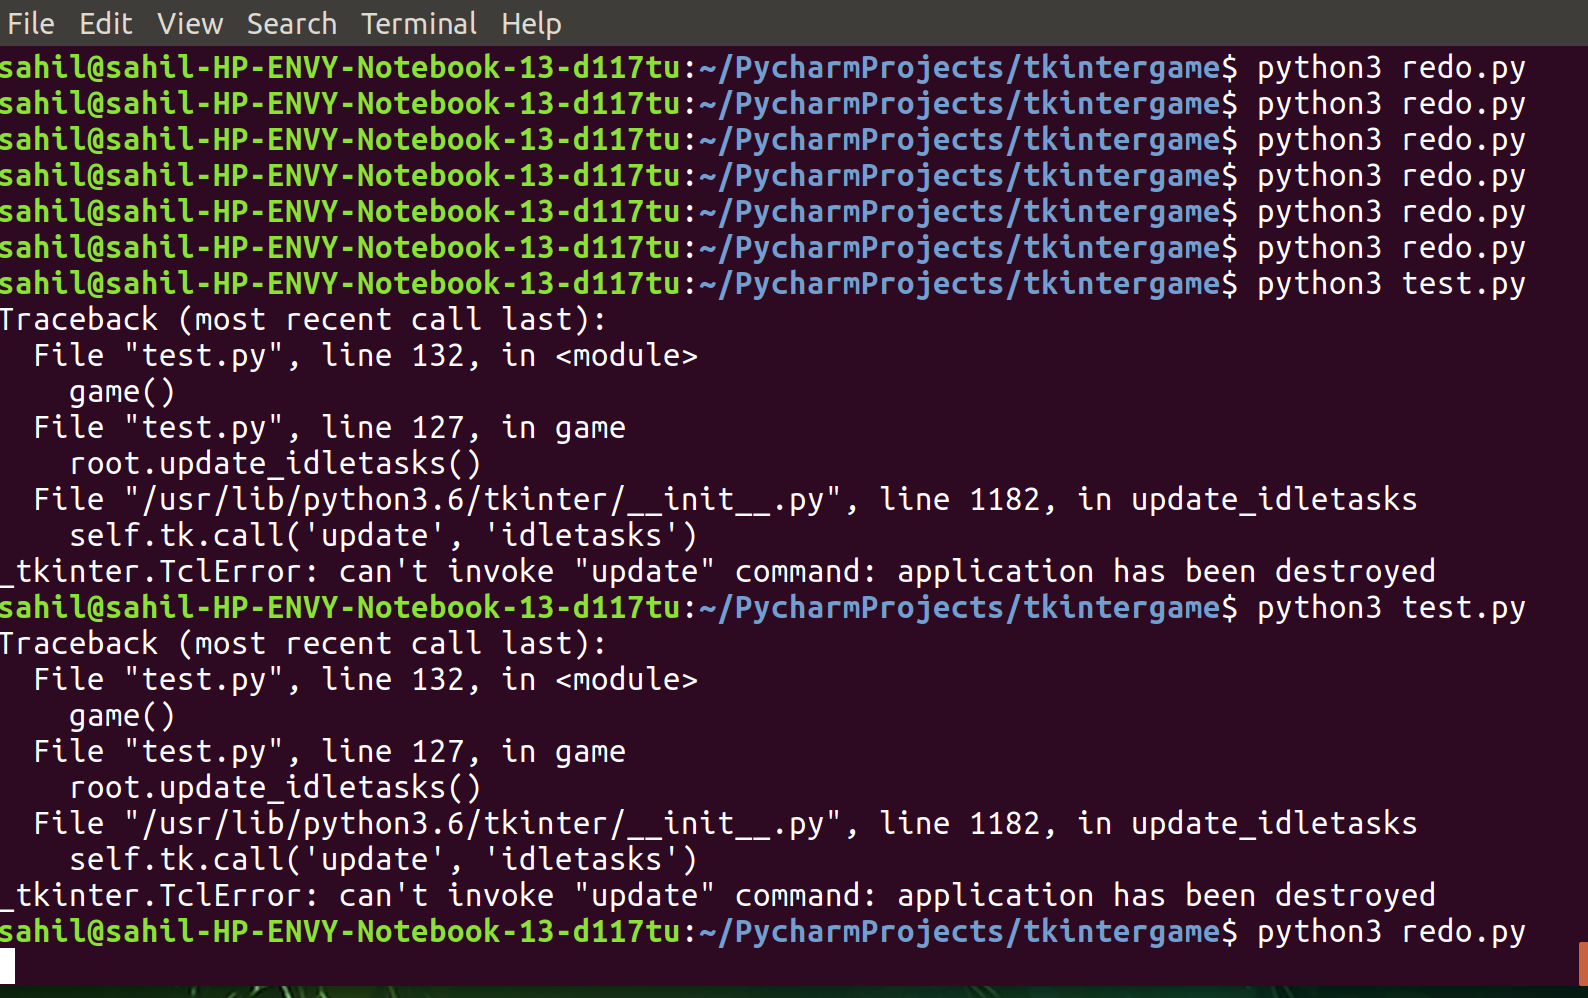 File Edit View Search Terminal Help
sahil@sahil-HP-ENVY-Notebook-13-d117tu:~/PycharmProjects/tkintergame$ python3 redo.py
sahil@sahil-HP-ENVY-Notebook-13-d117tu:~/PycharmProjects/tkintergame$ python3 redo.py
sahil@sahil-HP-ENVY-Notebook-13-d117tu:~/PycharmProjects/tkintergame$ python3 redo.py
sahil@sahil-HP-ENVY-Notebook-13-d117tu:~/PycharmProjects/tkintergame$ python3 redo.py
sahil@sahil-HP-ENVY-Notebook-13-d117tu:~/PycharmProjects/tkintergame$ python3 redo.py
sahil@sahil-HP-ENVY-Notebook-13-d117tu:~/PycharmProjects/tkintergame$ python3 redo.py
sahil@sahil-HP-ENVY-Notebook-13-d117tu:~/PycharmProjects/tkintergame$ python3 test.py
Traceback (most recent call last):
  File "test.py", line 132, in <module>
    game()
  File "test.py", line 127, in game
    root.update_idletasks()
  File "/usr/lib/python3.6/tkinter/__init__.py", line 1182, in update_idletasks
    self.tk.call('update', 'idletasks')
_tkinter.TclError: can't invoke "update" command: application has been destroyed
sahil@sahil-HP-ENVY-Notebook-13-d117tu:~/PycharmProjects/tkintergame$ python3 test.py
Traceback (most recent call last):
  File "test.py", line 132, in <module>
    game()
  File "test.py", line 127, in game
    root.update_idletasks()
  File "/usr/lib/python3.6/tkinter/__init__.py", line 1182, in update_idletasks
    self.tk.call('update', 'idletasks')
_tkinter.TclError: can't invoke "update" command: application has been destroyed
sahil@sahil-HP-ENVY-Notebook-13-d117tu:~/PycharmProjects/tkintergame$ python3 redo.py